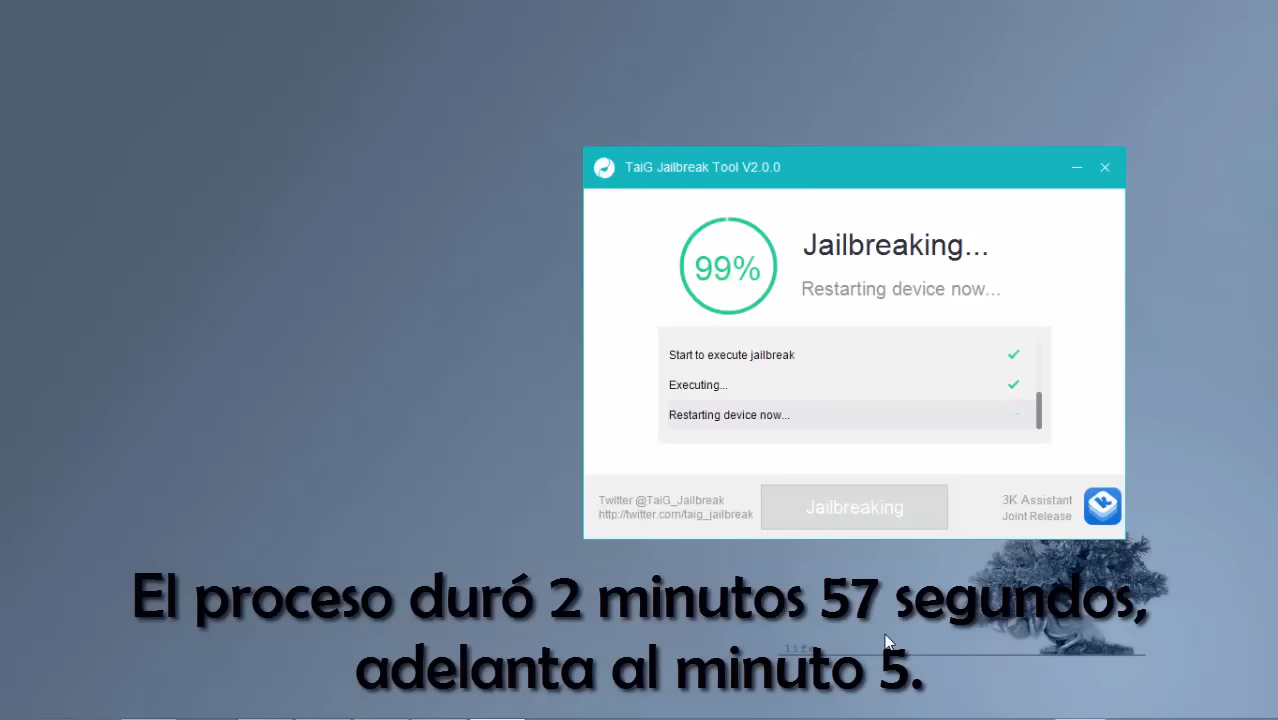 TaiG Jailbreak Tool V2.0.0
99%
Jailbreaking...
Restarting device now...
Start to execute jailbreak
Executing...
Restarting device now...
Twitter @TaiG_Jailbreak
http://twitter.com/taig_jailbreak
Jailbreaking
3K Assistant
Joint Release
El proceso duró 2 minutos 57 segundos,
adelanta al minuto 5.